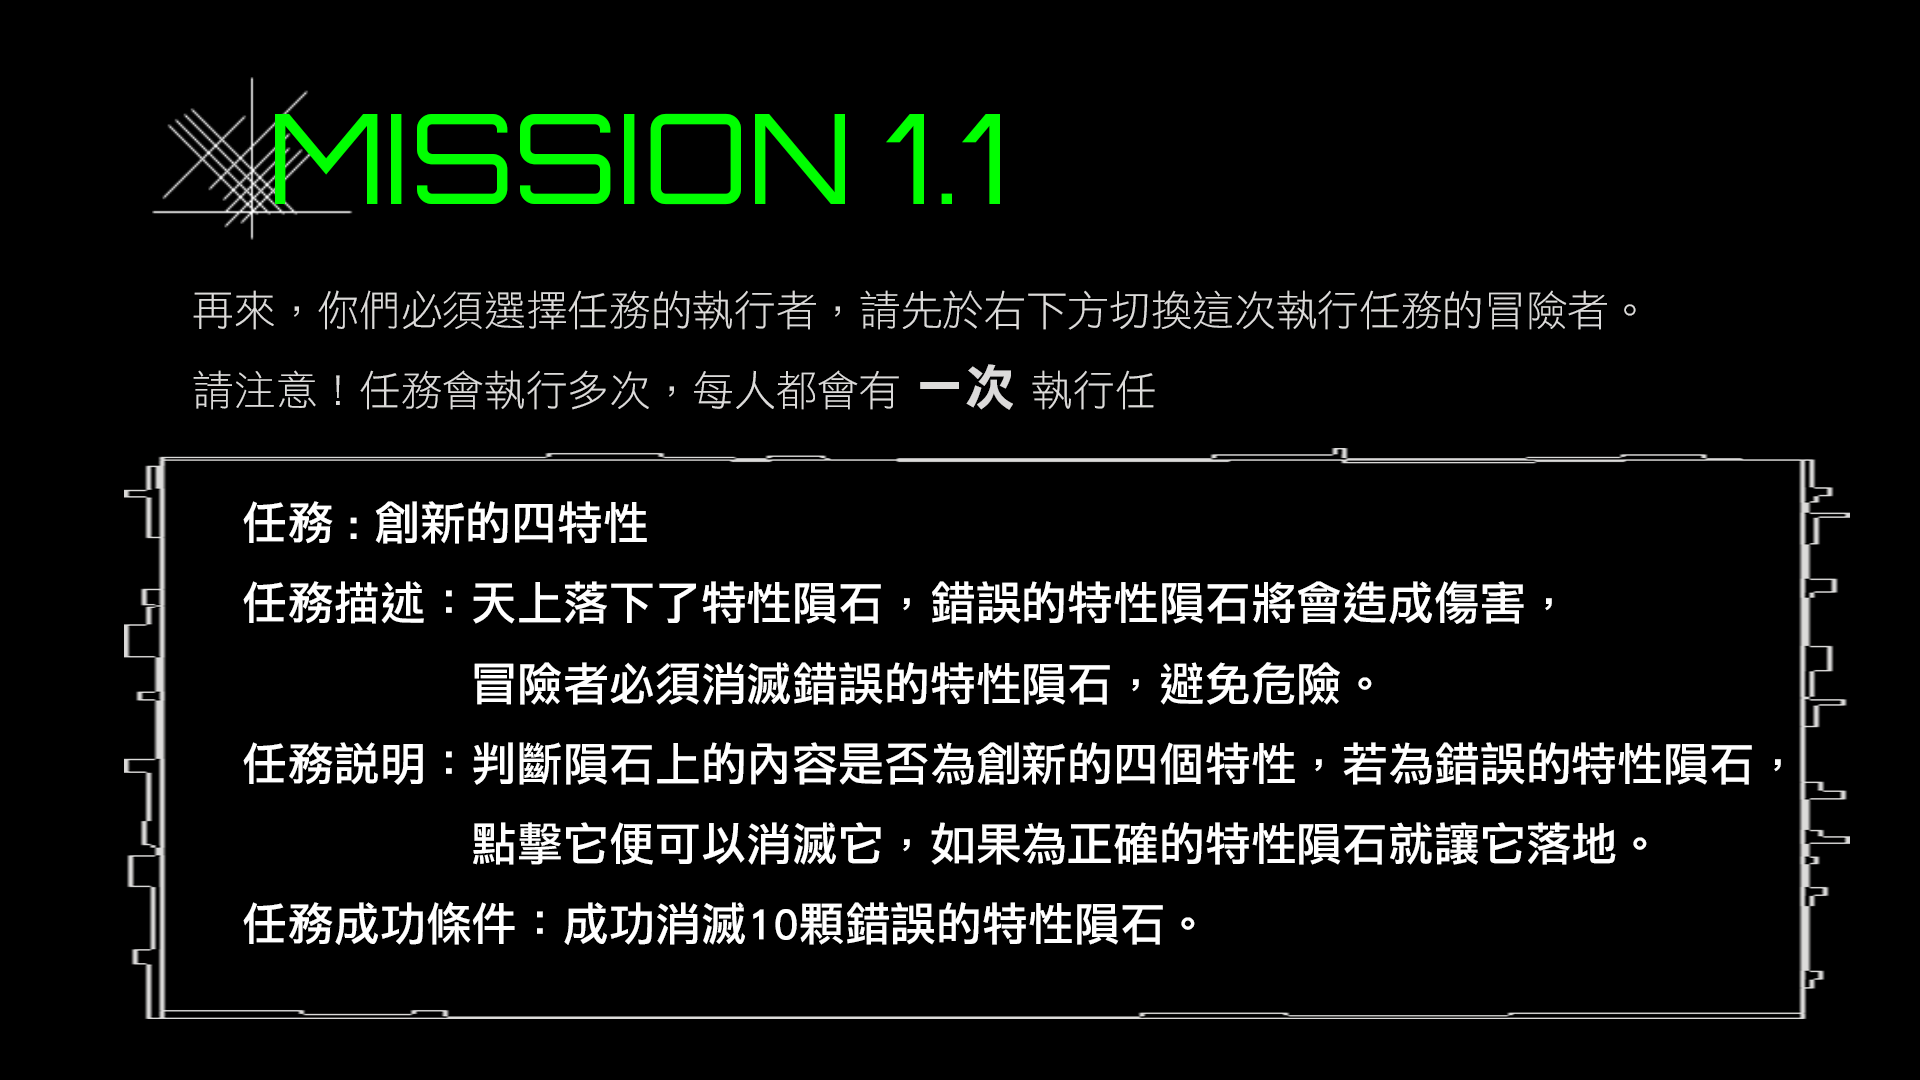 MISSION 1.1
再來，你們必須選擇任務的執行者，請先於右下方切換這次執行任務的冒險者。
請注意！任務會執行多次，每人都會有 一次 執行任
任務 : 創新的四特性
任務描述：天上落下了特性隕石，錯誤的特性隕石將會造成傷害，
冒險者必須消滅錯誤的特性隕石，避免危險。
任務說明：判斷隕石上的內容是否為創新的四個特性，若為錯誤的特性隕石，
點擊它便可以消滅它，如果為正確的特性隕石就讓它落地。
任務成功條件：成功消滅10顆錯誤的特性隕石。